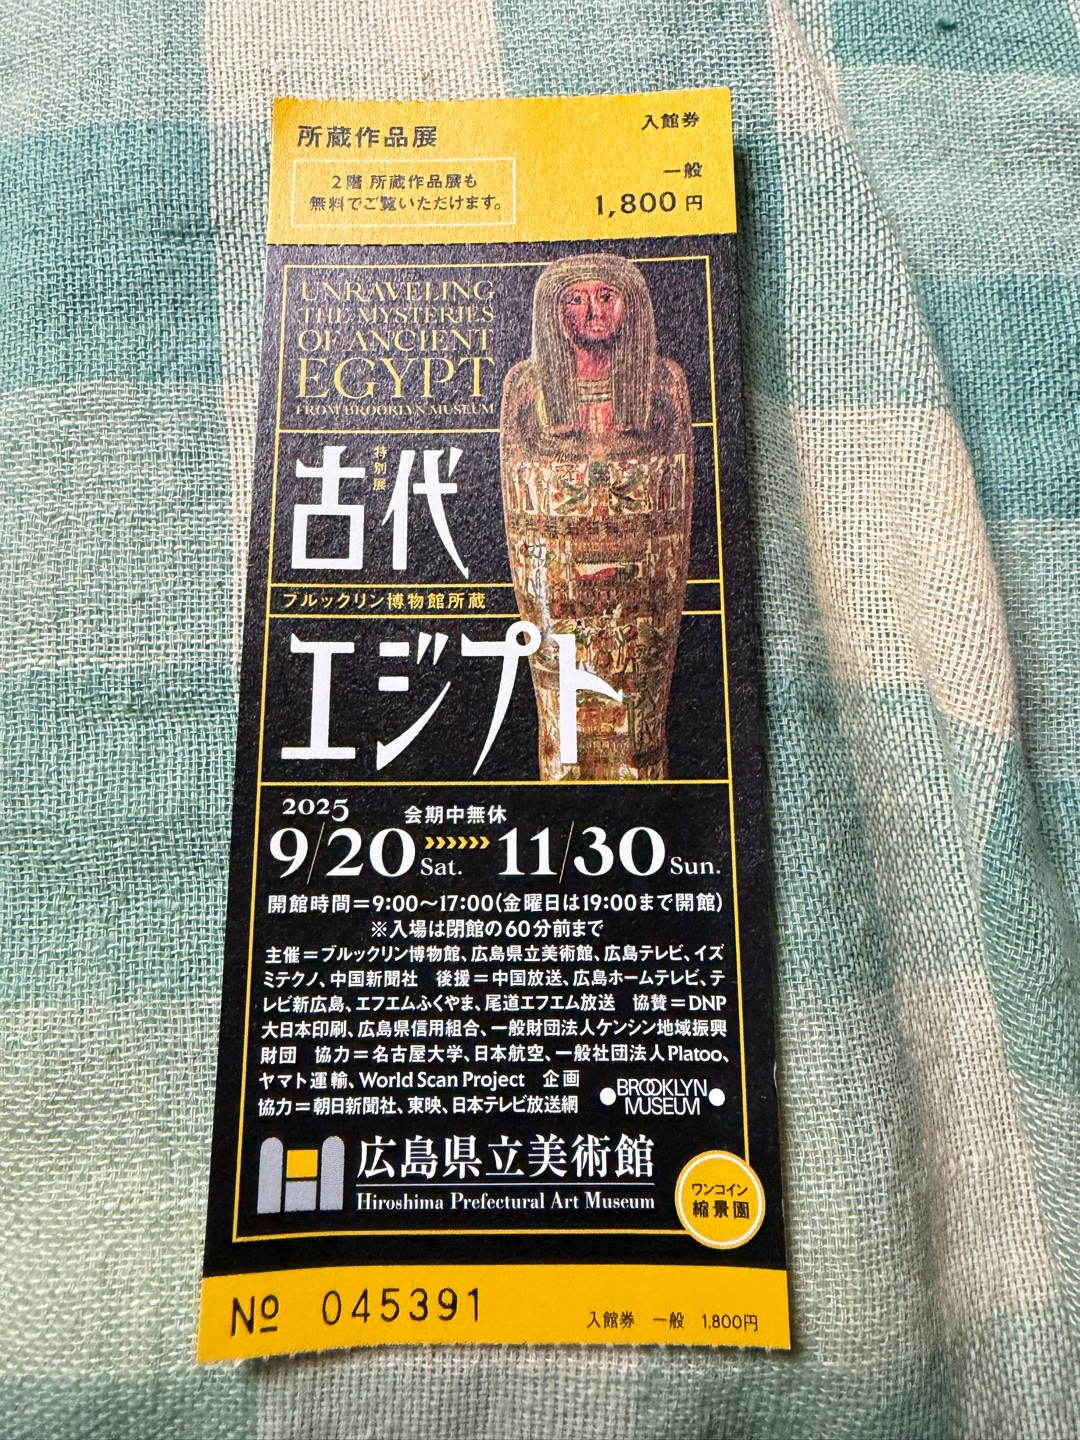 所蔵作品展
2階 所蔵作品展も
無料でご覧いただけます。
入館券
一般
1,800 円
UNRAVELING
THE MYSTERIES
OF ANCIENT
EGYPT
FROM BROOKLYN MUSEUM
特別展
古代
ブルックリン博物館所蔵
エジプト
2025 会期中無休
9/20 Sat. »»»» 11/30 Sun.
開館時間＝9:00～17:00(金曜日は19:00まで開館)
※入場は閉館の60分前まで
主催＝ブルックリン博物館、広島県立美術館、広島テレビ、イズ
ミテクノ、中国新聞社 後援＝中国放送、広島ホームテレビ、テ
レビ新広島、エフエムふくやま、尾道エフエム放送 協賛＝DNP
大日本印刷、広島県信用組合、一般財団法人ケンシン地域振興
財団 協力＝名古屋大学、日本航空、一般社団法人Platoo、
ヤマト運輸、World Scan Project 企画
協力＝朝日新聞社、東映、日本テレビ放送網
BROOKLYN
MUSEUM
広島県立美術館
Hiroshima Prefectural Art Museum
ワンコイン
縮景園
№ 045391
入館券 一般 1,800円